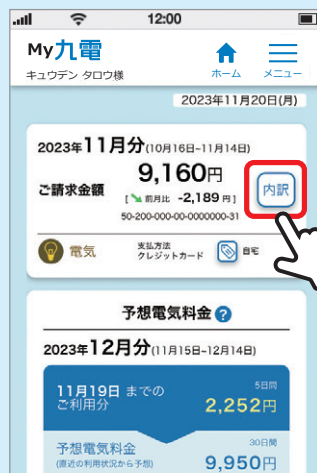 12:00
My九電
キュウデン タロウ様
ホーム
メニュー
2023年11月20日(月)
2023年11月分(10月16日-11月14日)
ご請求金額
9,160円
[前月比 -2,189円]
50-200-000-00-0000000-31
内訳
電気
支払方法
クレジットカード
自宅
予想電気料金 ?
2023年12月分(11月15日-12月14日)
11月19日 までの
ご利用分
5日間
2,252円
予想電気料金
(直近の利用状況から予想)
30日間
9,950円